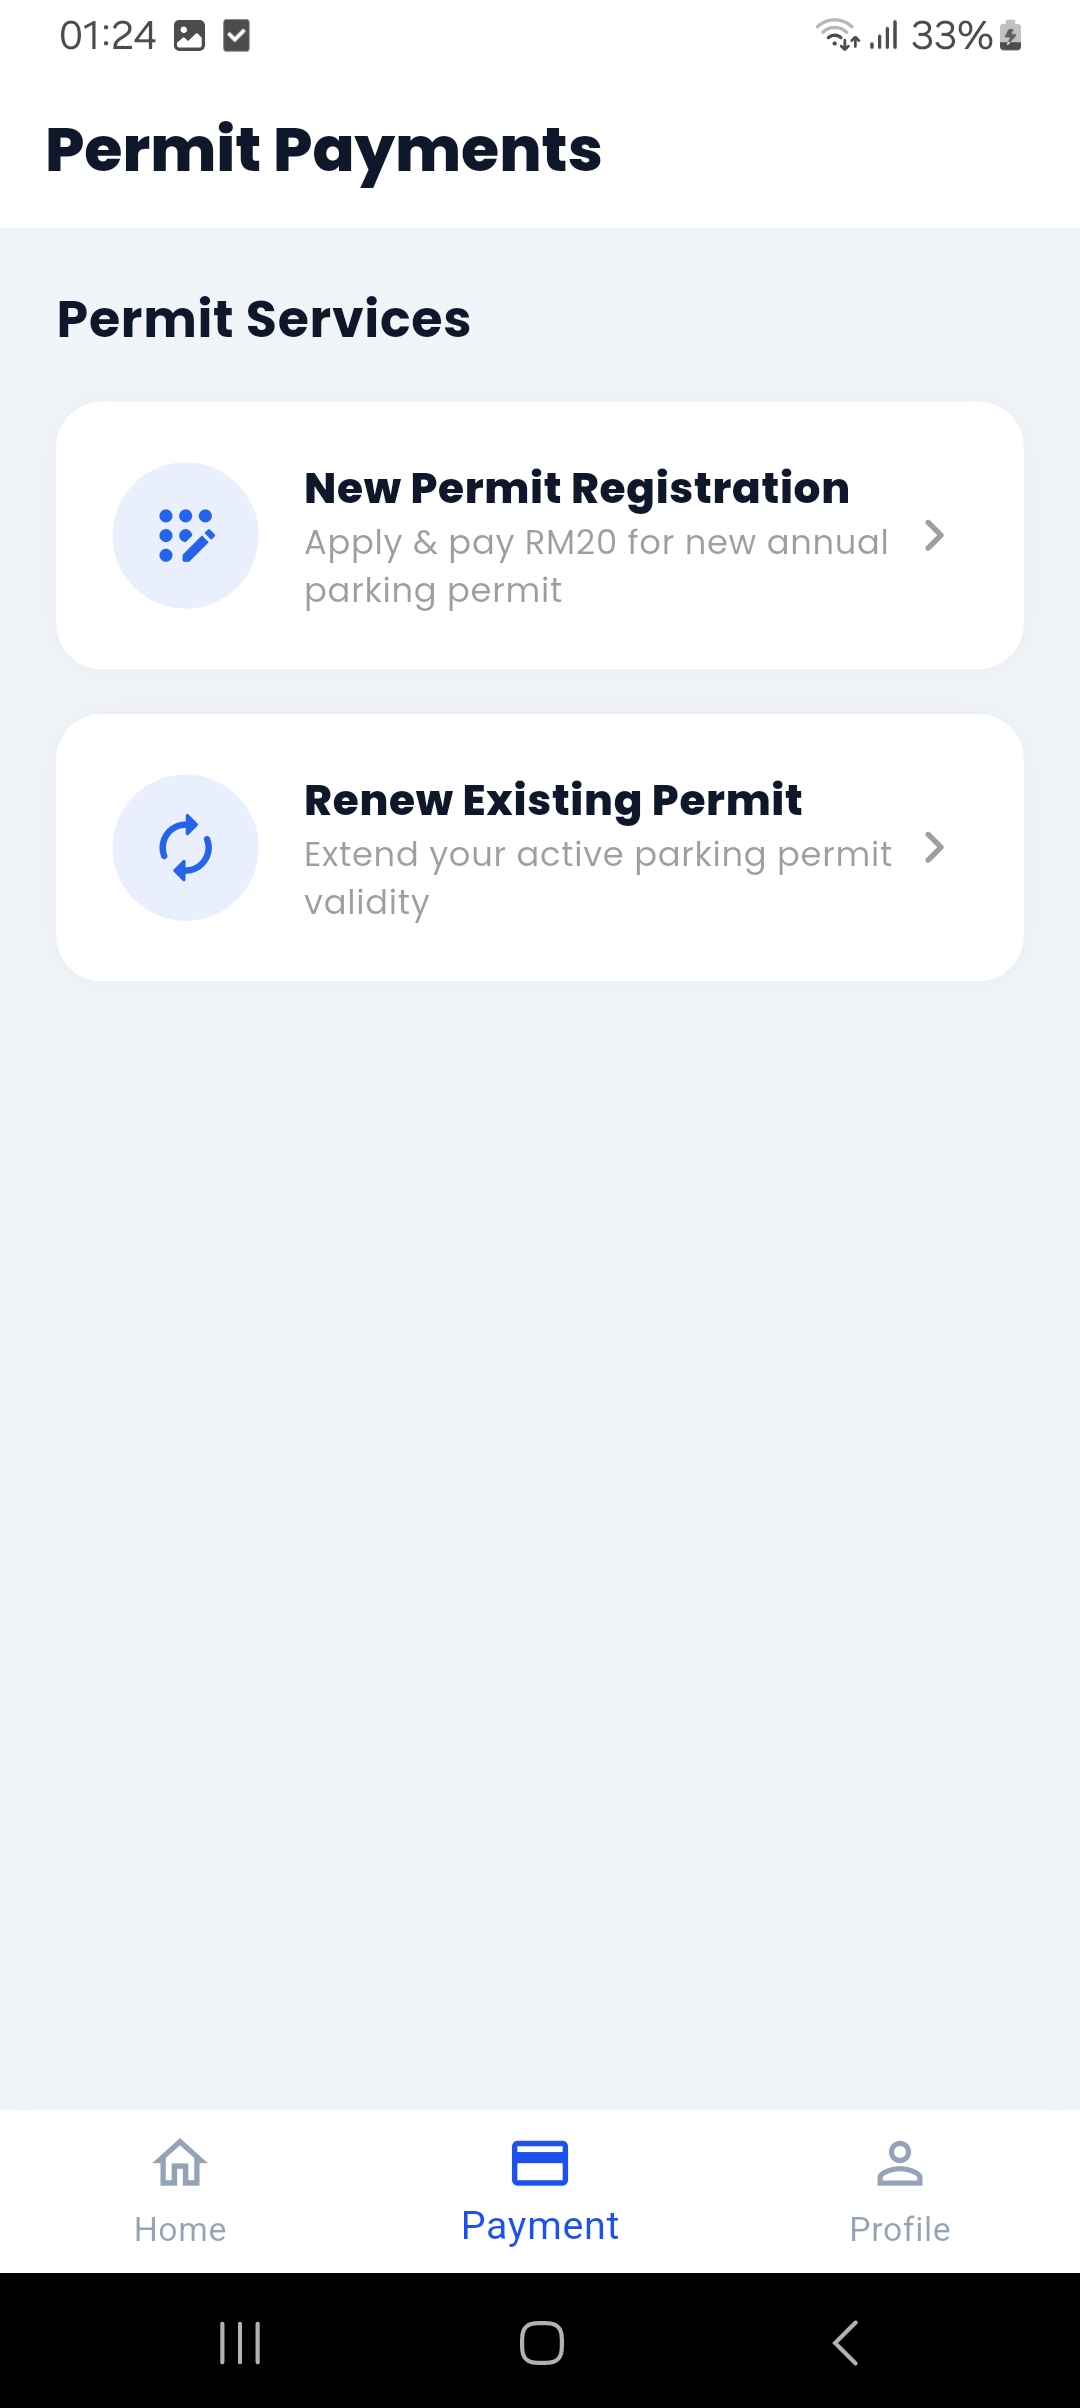 01:24
33%
Permit Payments
Permit Services
New Permit Registration
Apply & pay RM20 for new annual
parking permit
Renew Existing Permit
Extend your active parking permit
validity
Home
Payment
Profile